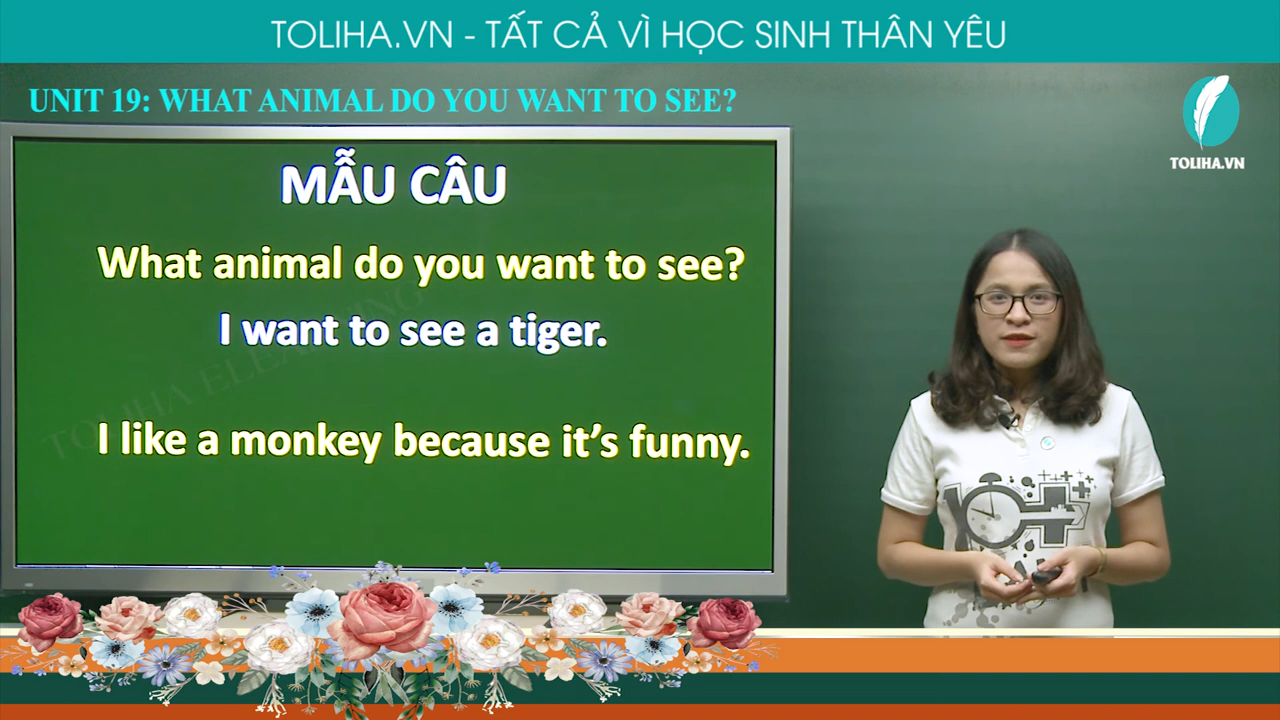 TOLIHA.VN - TẤT CẢ VÌ HỌC SINH THÂN YÊU
UNIT 19: WHAT ANIMAL DO YOU WANT TO SEE?
TOLIHA.VN
MẪU CÂU
What animal do you want to see?
I want to see a tiger.
TOLIHA ELEARNING
I like a monkey because it's funny.